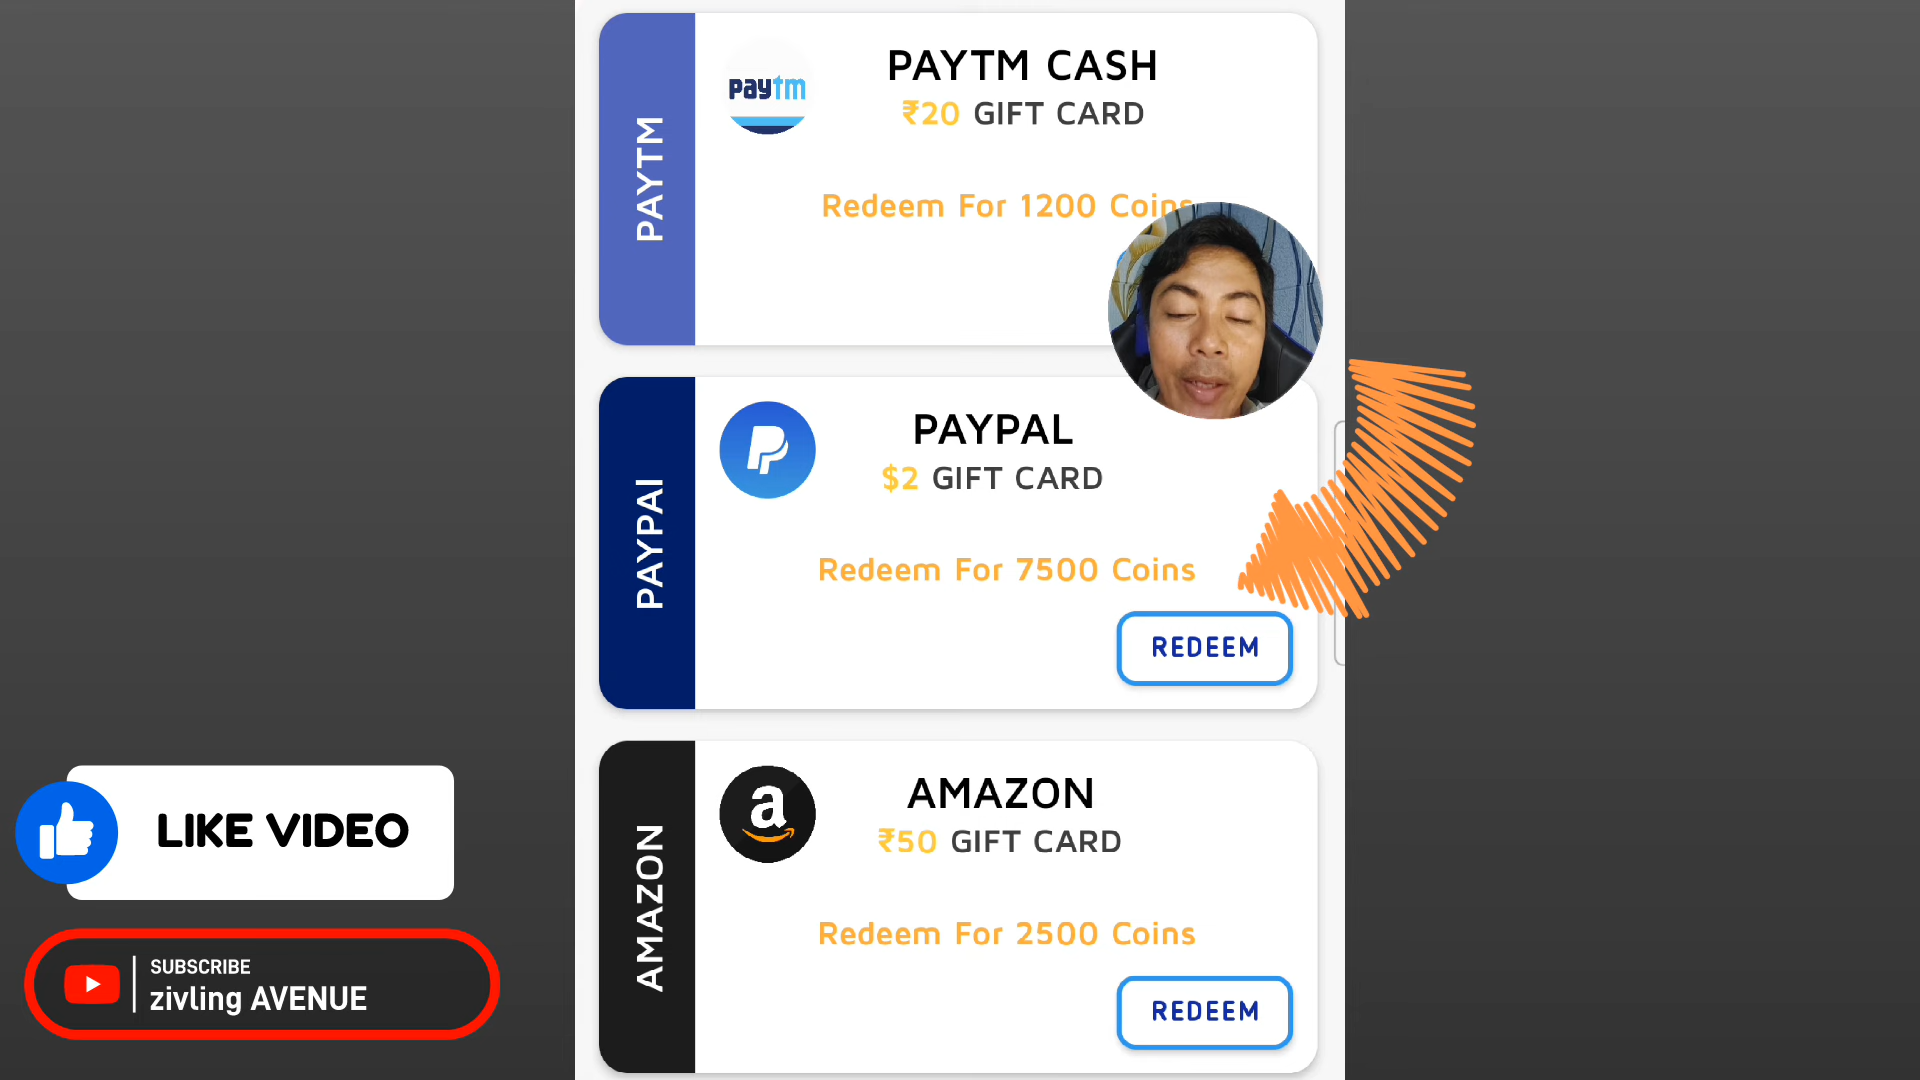 PAYTM
paytm
PAYTM CASH
₹20 GIFT CARD
Redeem For 1200 Coins
PAYPAl
PAYPAL
$2 GIFT CARD
Redeem For 7500 Coins
REDEEM
AMAZON
a
AMAZON
₹50 GIFT CARD
Redeem For 2500 Coins
REDEEM
LIKE VIDEO
SUBSCRIBE
zivling AVENUE